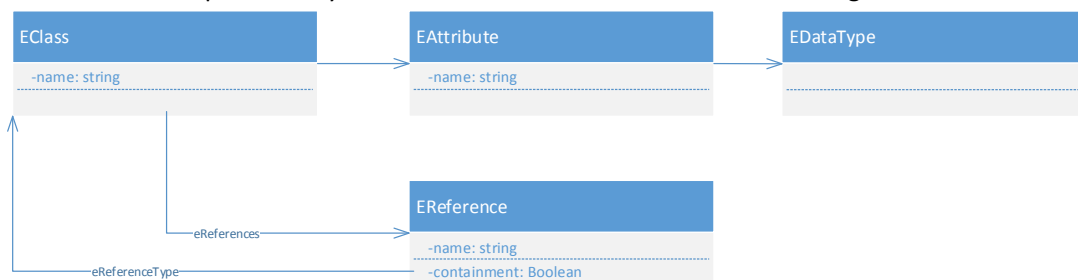 EClass
-name: string
EAttribute
-name: string
EDataType
eReferences
EReference
-name: string
-containment: Boolean
eReferenceType